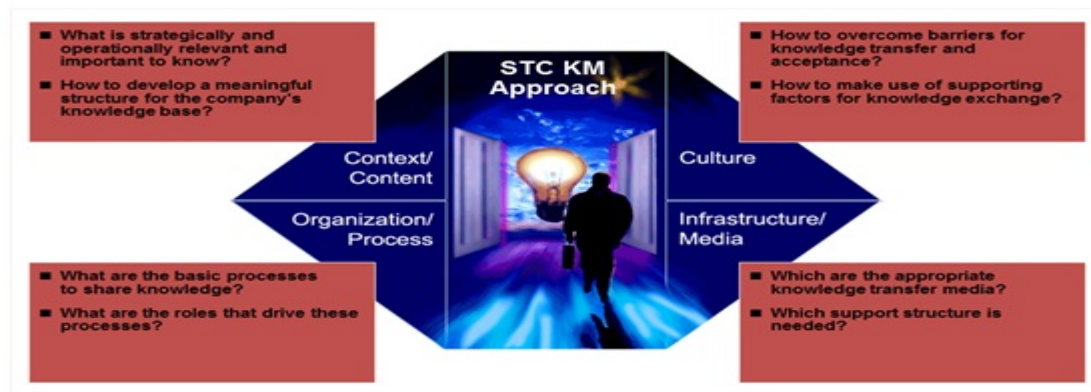 ■ What is strategically and
operationally relevant and
important to know?
■ How to develop a meaningful
structure for the company's
knowledge base?
STC KM
Approach
■ How to overcome barriers for
knowledge transfer and
acceptance?
■ How to make use of supporting
factors for knowledge exchange?
Context/
Content
Culture
Organization/
Process
Infrastructure/
Media
■ What are the basic processes
to share knowledge?
■ What are the roles that drive these
processes?
■ Which are the appropriate
knowledge transfer media?
■ Which support structure is
needed?